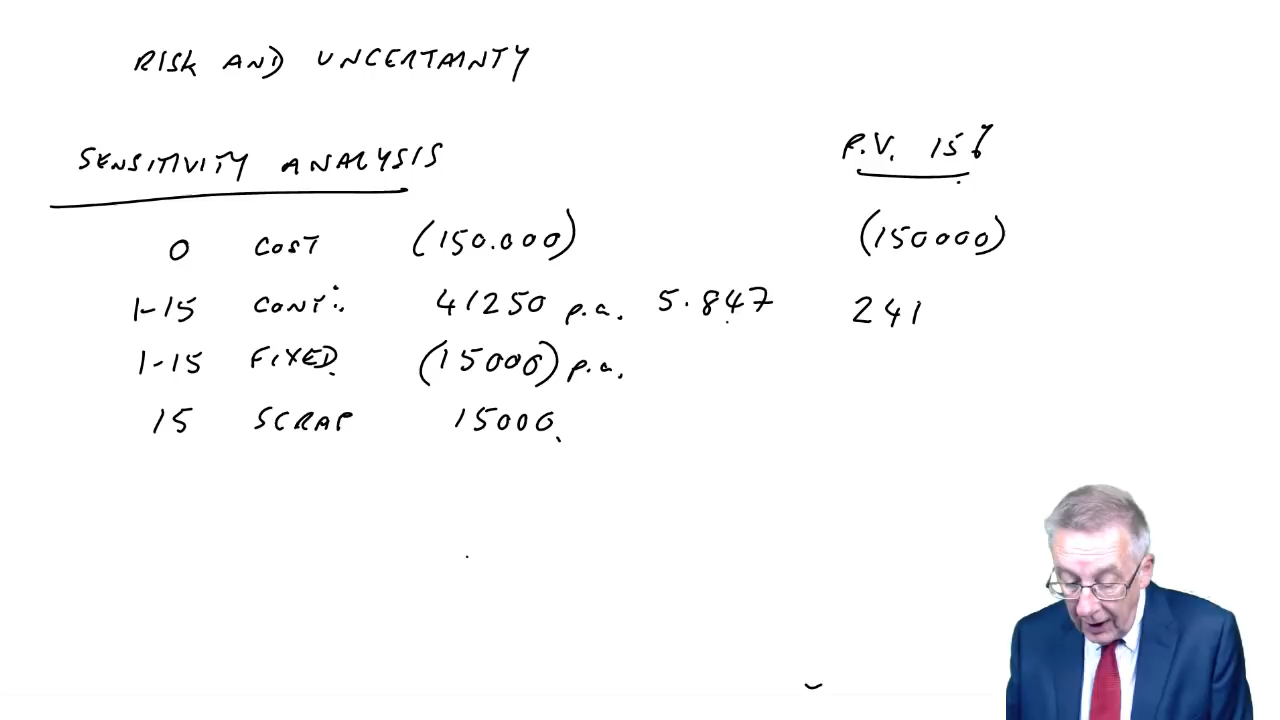 RISK AND UNCERTAINTY
SENSITIVITY ANALYSIS P.V. 15%
0 COST (150.000) (150000)
1-15 CONT: 41250 p.a. 5.847 241
1-15 FIXED (15000) p.a.
15 SCRAP 15000